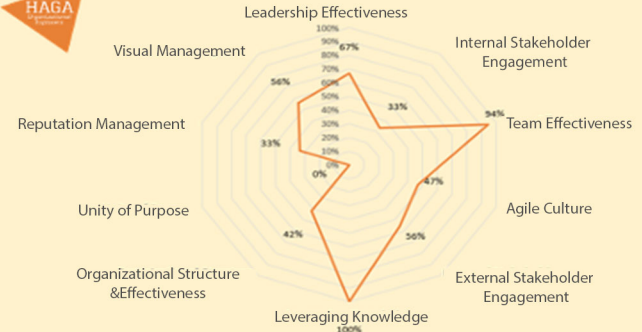 HAGA
Organizational
Engineers
Leadership Effectiveness
100%
67%
90%
80%
70%
60%
50%
40%
30%
20%
10%
0%
Internal Stakeholder
Engagement
33%
94%
Team Effectiveness
47%
Agile Culture
56%
External Stakeholder
Engagement
Leveraging Knowledge
100%
42%
Organizational Structure
&Effectiveness
0%
Unity of Purpose
33%
Reputation Management
56%
Visual Management